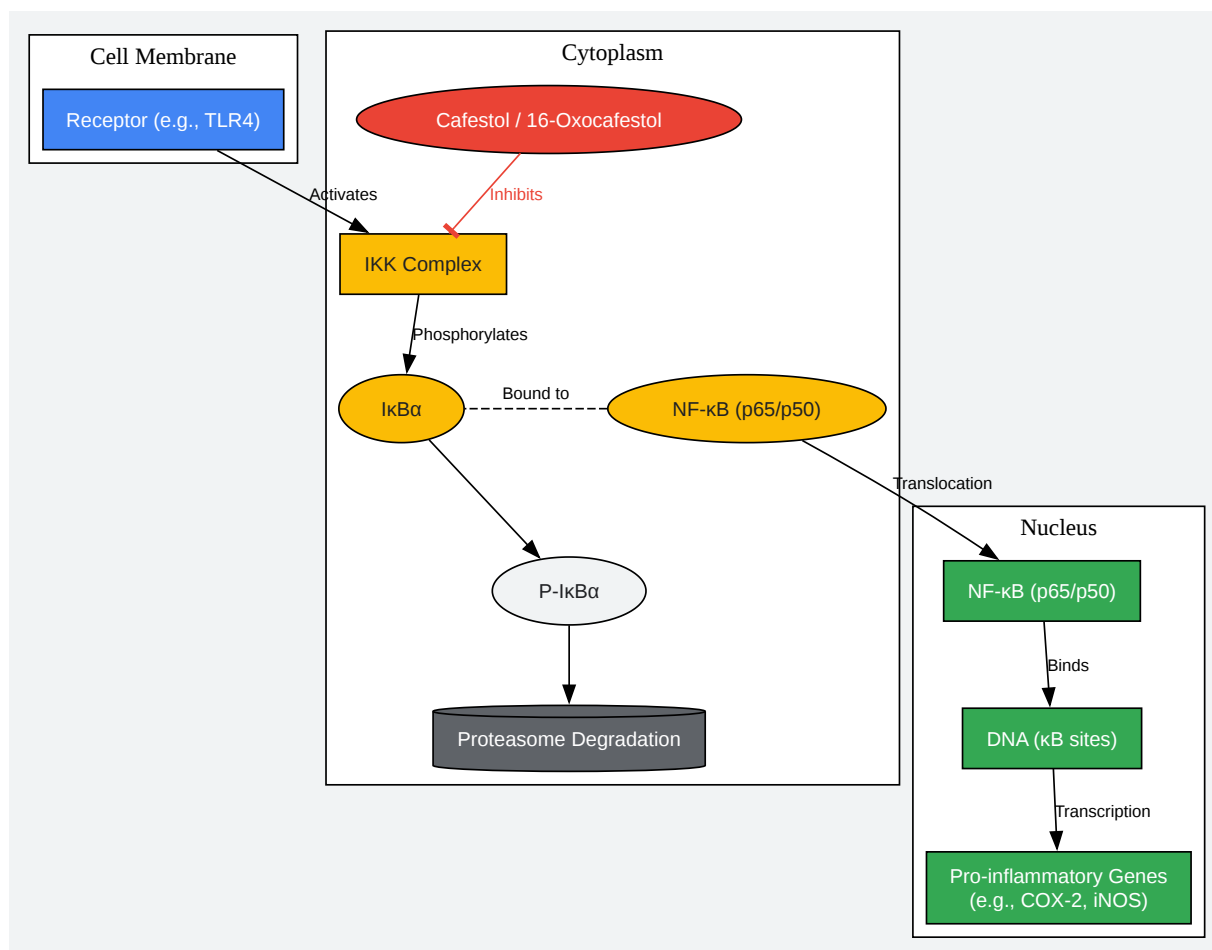 Cell Membrane
Receptor (e.g., TLR4)
Cytoplasm
Cafestol / 16-Oxocafestol
Activates
Inhibits
IKK Complex
Phosphorylates
IκBα
Bound to
NF-κB (p65/p50)
Translocation
P-IκBα
Proteasome Degradation
Nucleus
NF-κB (p65/p50)
Binds
DNA (κB sites)
Transcription
Pro-inflammatory Genes
(e.g., COX-2, iNOS)